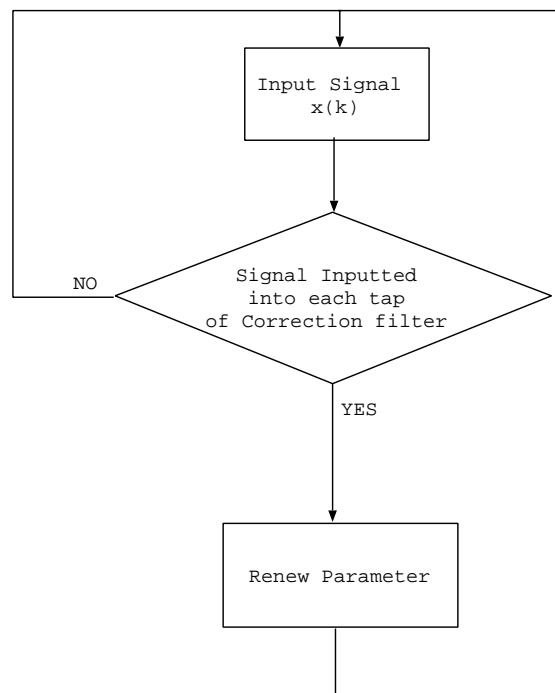 Input Signal
x(k)
Signal Inputted
into each tap
of Correction filter
NO
YES
Renew Parameter